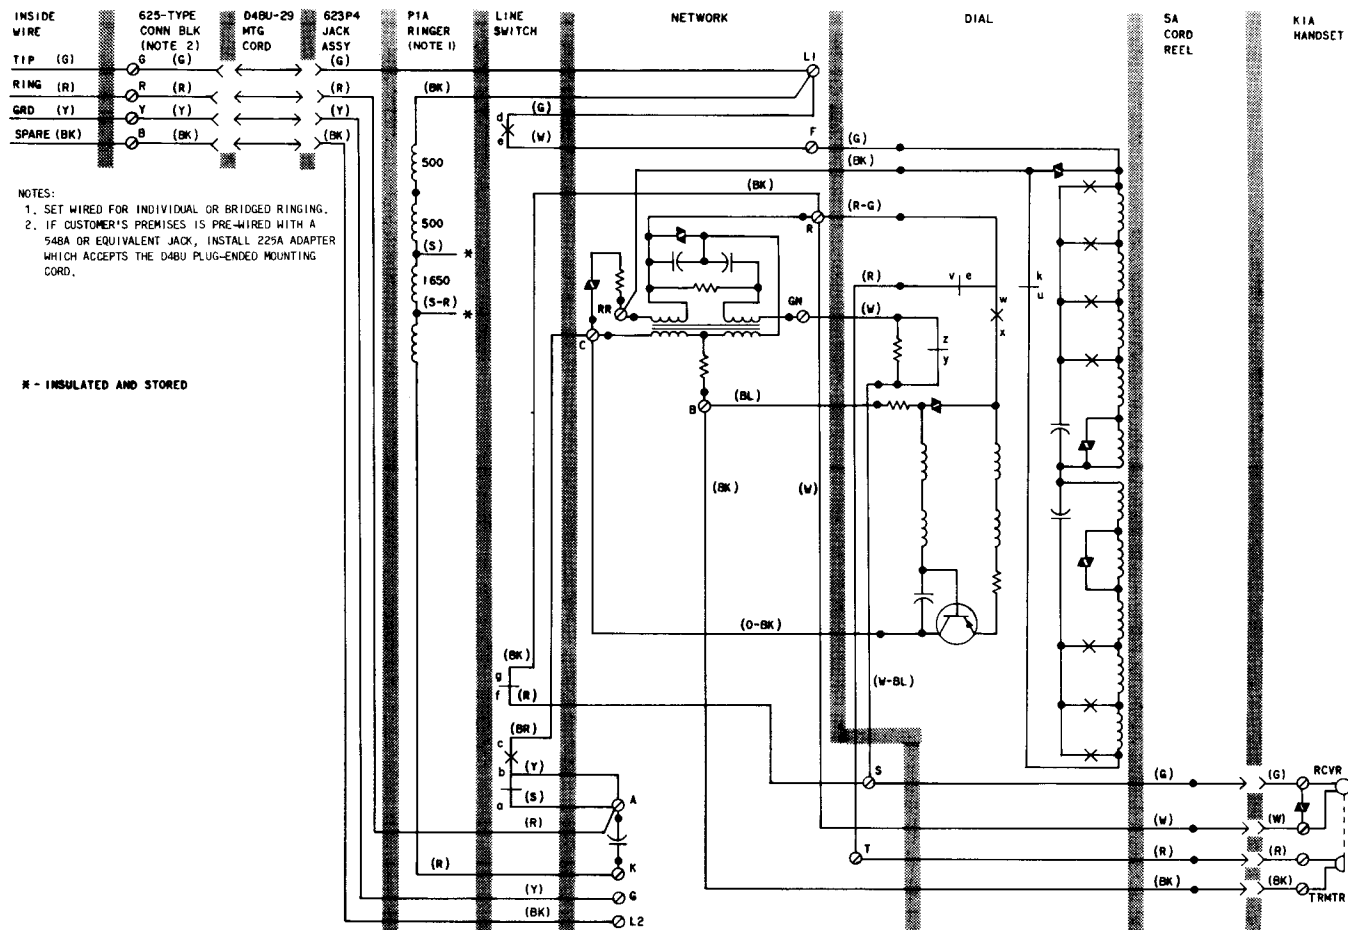 INSIDE WIRE
625-TYPE CONN BLK (NOTE 2)
D4BU-29 MTG CORD
623P4 JACK ASSY
P1A RINGER (NOTE 1)
LINE SWITCH
NETWORK
DIAL
5A CORD REEL
K1A HANDSET
TIP (G) G (G) (G)
RING (R) R (R) (R)
GRD (Y) Y (Y) (Y)
SPARE (BK) B (BK) (BK)
L1
(BK)
(G)
d
e
(W)
F
(G)
(BK)
(BK)
500
500
(S) *
1650
(S-R) *
NOTES:
1. SET WIRED FOR INDIVIDUAL OR BRIDGED RINGING.
2. IF CUSTOMER'S PREMISES IS PRE-WIRED WITH A
548A OR EQUIVALENT JACK, INSTALL 225A ADAPTER
WHICH ACCEPTS THE D4BU PLUG-ENDED MOUNTING
CORD.
* - INSULATED AND STORED
R
(R-G)
(R)
v e
k
u
w
x
RR
GN
(W)
C
z
y
B
(BL)
(BK)
(W)
(O-BK)
(BK)
g
f
(R)
(W-BL)
(BR)
c
b
(Y)
a
(S)
A
(R)
(R)
K
(Y)
G
(BK)
L2
S
(G) (G) RCVR
(W) (W)
T
(R) (R)
(BK) (BK)
TRMTR